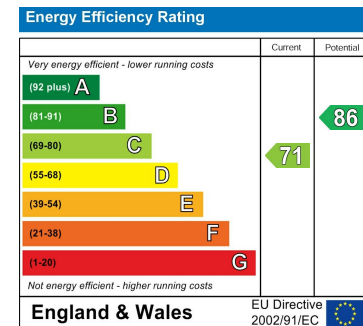 Energy Efficiency Rating
Current Potential
Very energy efficient - lower running costs
(92 plus) A
(81-91) B
86
(69-80) C
71
(55-68) D
(39-54) E
(21-38) F
(1-20) G
Not energy efficient - higher running costs
England & Wales
EU Directive
2002/91/EC